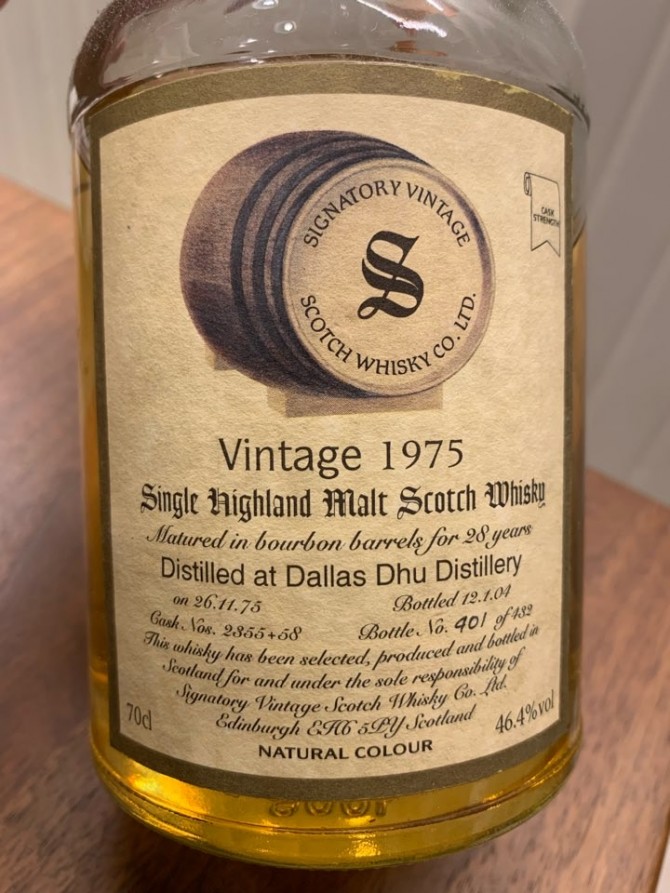 SIGNATORY VINTAGE
S
SCOTCH WHISKY CO. LTD.
CASK
STRENGTH
Vintage 1975
Single Highland Malt Scotch Whisky
Matured in bourbon barrels for 28 years
Distilled at Dallas Dhu Distillery
on 26.11.75 Bottled 12.1.04
Cask Nos. 2355+58 Bottle No. 401 of 432
This whisky has been selected, produced and bottled in
Scotland for and under the sole responsibility of
Signatory Vintage Scotch Whisky Co. Ltd.
Edinburgh EH6 5PY Scotland
70cl 46.4%vol
NATURAL COLOUR